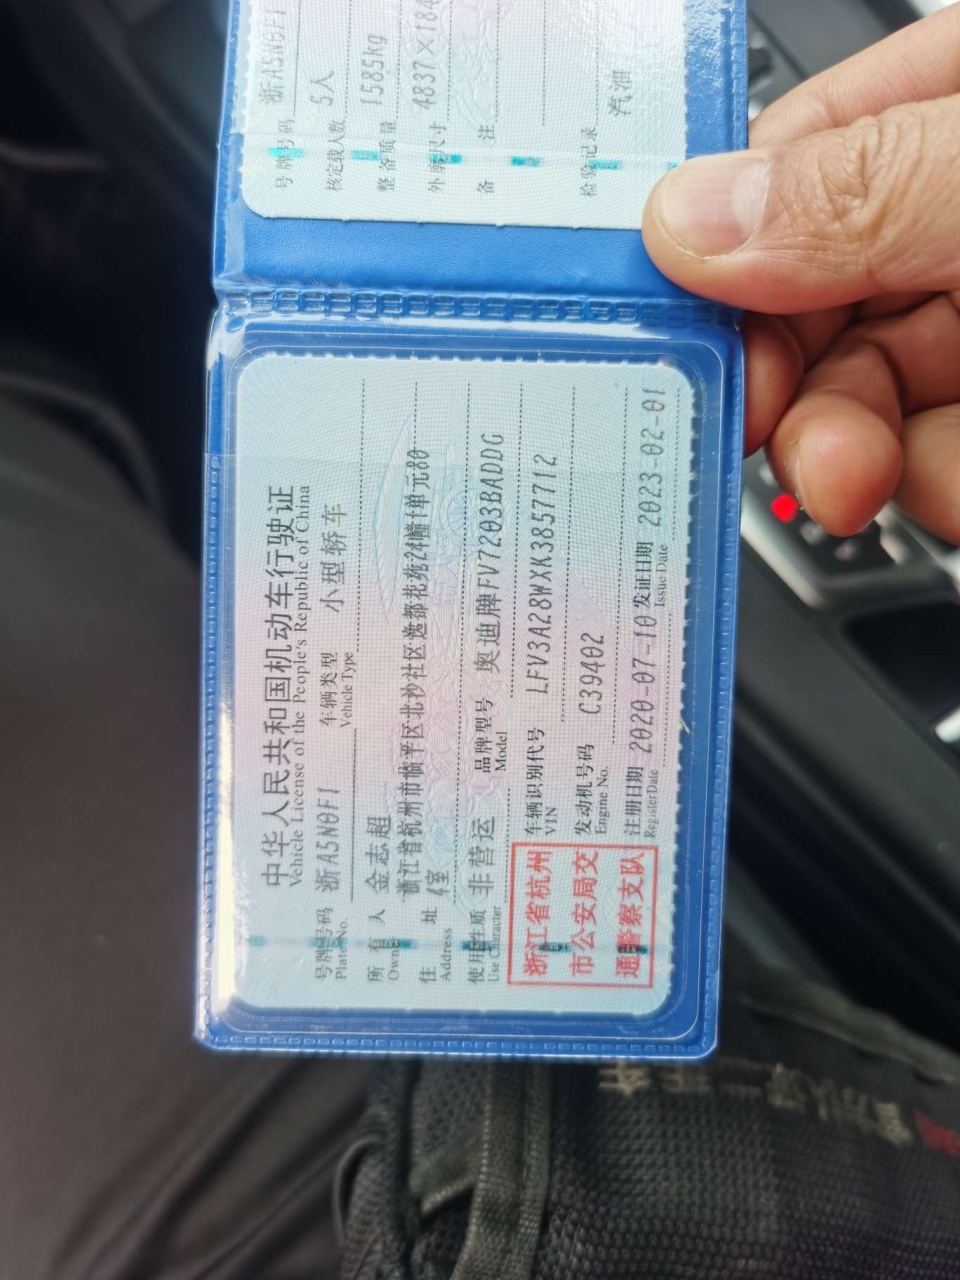 号牌号码 浙A5N0F1
核定载人数 5人
整备质量 1585kg
外廓尺寸 4837×184
备注
检验记录 汽油
中华人民共和国机动车行驶证
Vehicle License of the People's Republic of China
号牌号码 浙A5N0F1 车辆类型 小型轿车
Plate No. Vehicle Type
所有人 金志超
Owner
住址 浙江省杭州市临平区北沙社区逸都花苑24幢1单元80
Address 4室
使用性质 非营运 品牌型号 奥迪牌FV7203BADDG
Use Character Model
浙江省杭州
市公安局交
通警察支队
车辆识别代号 LFV3A28WXK3857712
VIN
发动机号码 C39402
Engine No.
注册日期 2020-07-10 发证日期 2023-02-01
Register Date Issue Date